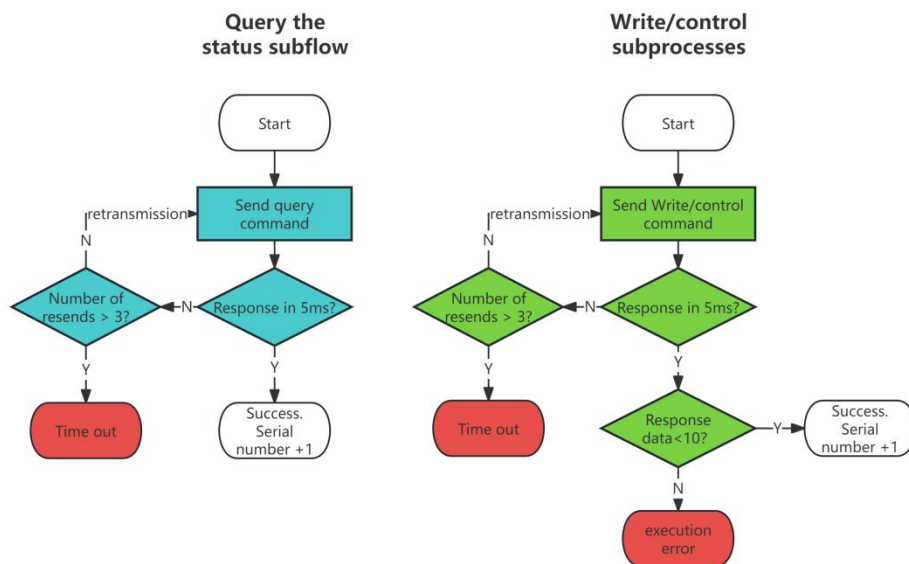 Query the
status subflow
Start
Send query
command
retransmission
N
Number of
resends > 3?
N
Response in 5ms?
Y
Y
Time out
Success.
Serial
number +1
Write/control
subprocesses
Start
Send Write/control
command
retransmission
N
Number of
resends > 3?
N
Response in 5ms?
Y
Y
Time out
Response
data<10?
Y
Success.
Serial
number +1
N
execution
error